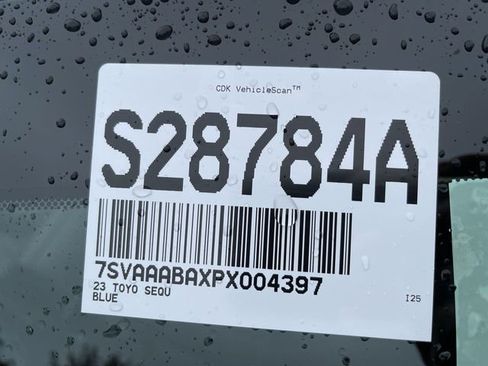 CDK VehicleScan™
S28784A
7SVAAABAXPX004397
23 TOYO SEQU
BLUE
I25